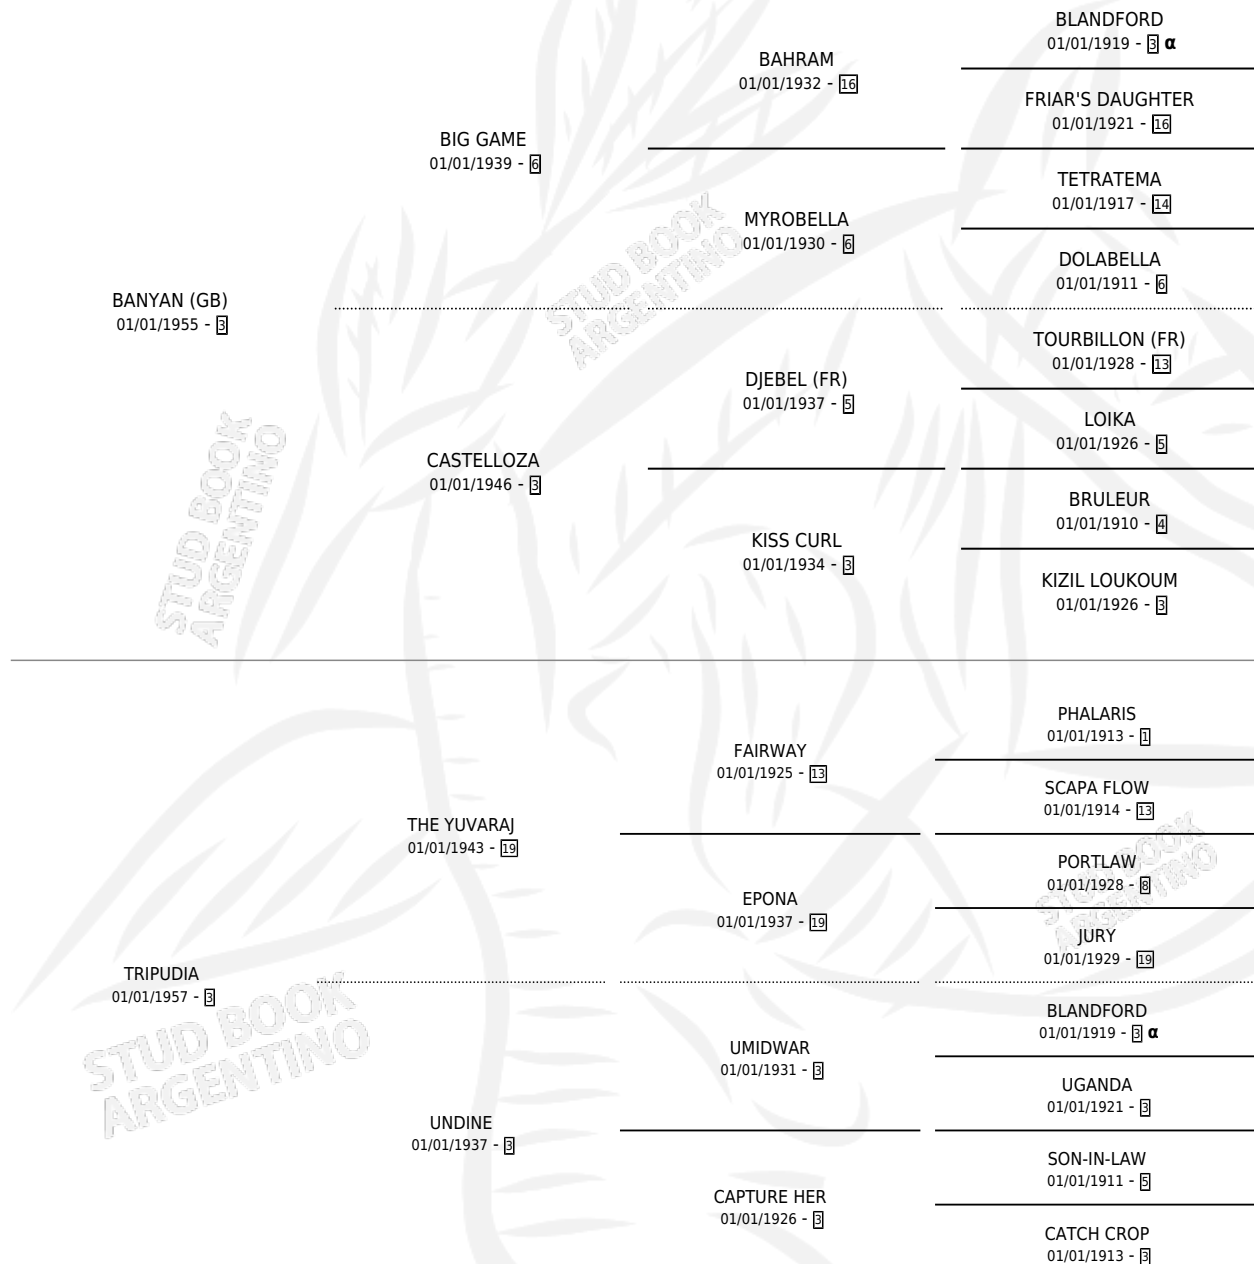 BLANDFORD
01/01/1919 - 3 α
BAHRAM
01/01/1932 - 16
FRIAR'S DAUGHTER
01/01/1921 - 16
BIG GAME
01/01/1939 - 6
TETRATEMA
01/01/1917 - 14
MYROBELLA
01/01/1930 - 6
DOLABELLA
01/01/1911 - 6
BANYAN (GB)
01/01/1955 - 3
TOURBILLON (FR)
01/01/1928 - 13
DJEBEL (FR)
01/01/1937 - 5
LOIKA
01/01/1926 - 5
CASTELLOZA
01/01/1946 - 3
BRULEUR
01/01/1910 - 4
KISS CURL
01/01/1934 - 3
KIZIL LOUKOUM
01/01/1926 - 3
STUD BOOK
ARGENTINO
STUD BOOK
ARGENTINO
PHALARIS
01/01/1913 - 1
FAIRWAY
01/01/1925 - 13
SCAPA FLOW
01/01/1914 - 13
THE YUVARAJ
01/01/1943 - 19
PORTLAW
01/01/1928 - 8
EPONA
01/01/1937 - 19
JURY
01/01/1929 - 19
TRIPUDIA
01/01/1957 - 3
BLANDFORD
01/01/1919 - 3 α
UMIDWAR
01/01/1931 - 3
UGANDA
01/01/1921 - 3
UNDINE
01/01/1937 - 3
SON-IN-LAW
01/01/1911 - 5
CAPTURE HER
01/01/1926 - 3
CATCH CROP
01/01/1913 - 3
STUD BOOK
ARGENTINO
STUD BOOK
ARGENTINO